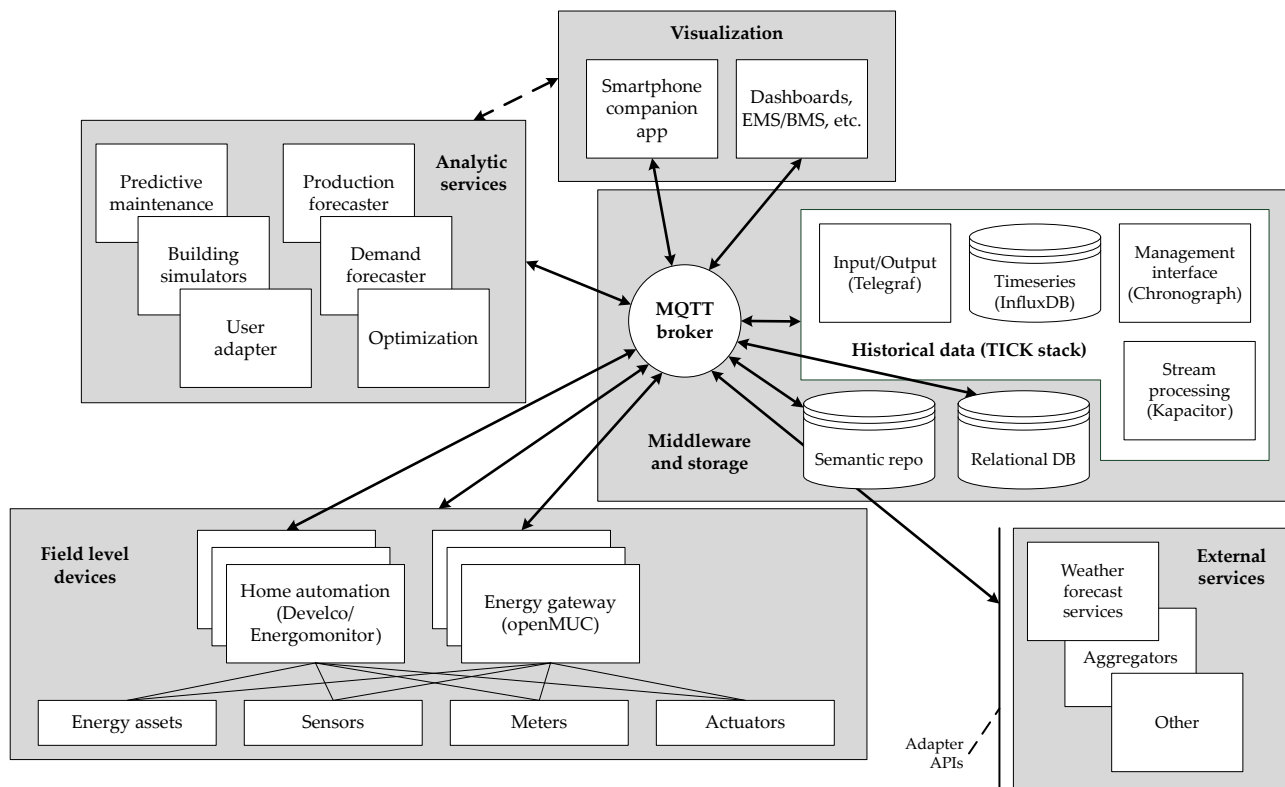 Visualization
Smartphone
companion
app
Dashboards,
EMS/BMS, etc.
Analytic
services
Predictive
maintenance
Production
forecaster
Building
simulators
Demand
forecaster
User
adapter
Optimization
MQTT
broker
Input/Output
(Telegraf)
Timeseries
(InfluxDB)
Management
interface
(Chronograph)
Historical data (TICK stack)
Stream
processing
(Kapacitor)
Middleware
and storage
Semantic repo
Relational DB
Field level
devices
Home automation
(Develco/
Energomonitor)
Energy gateway
(openMUC)
Energy assets
Sensors
Meters
Actuators
External
services
Weather
forecast
services
Aggregators
Other
Adapter
APIs